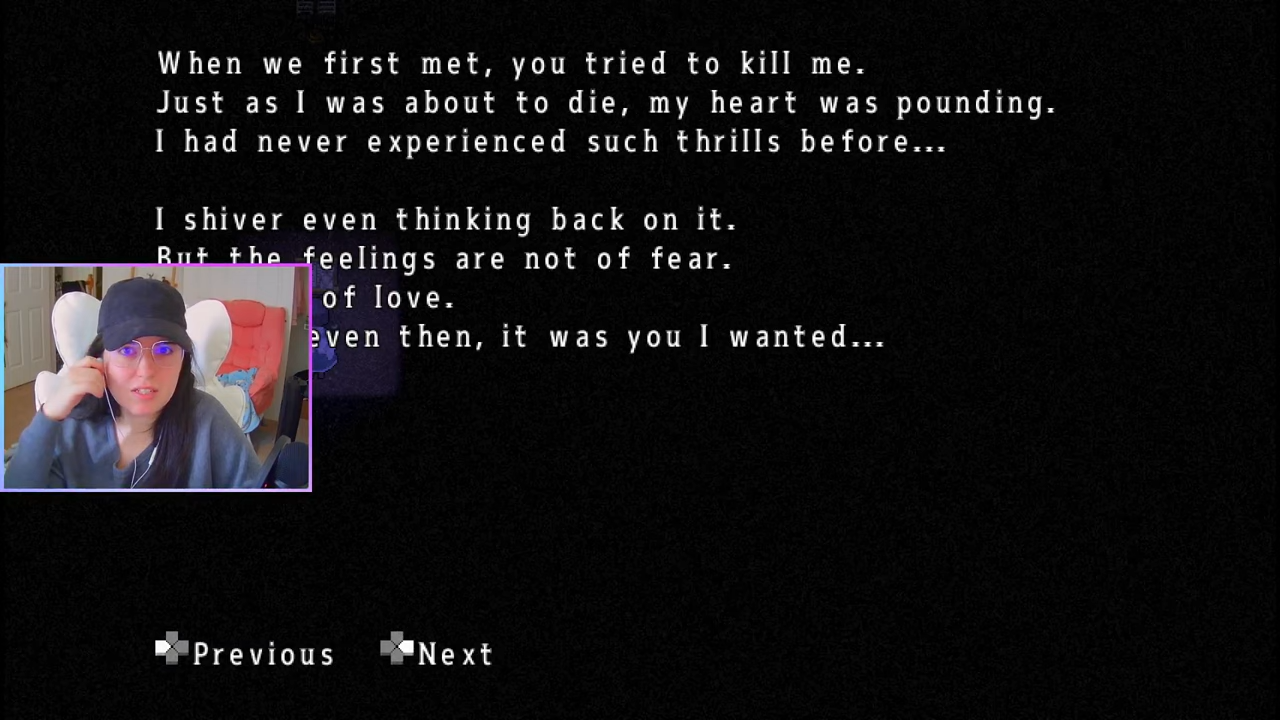 When we first met, you tried to kill me.
Just as I was about to die, my heart was pounding.
I had never experienced such thrills before...
I shiver even thinking back on it.
But the feelings are not of fear.
of love.
even then, it was you I wanted...
Previous Next